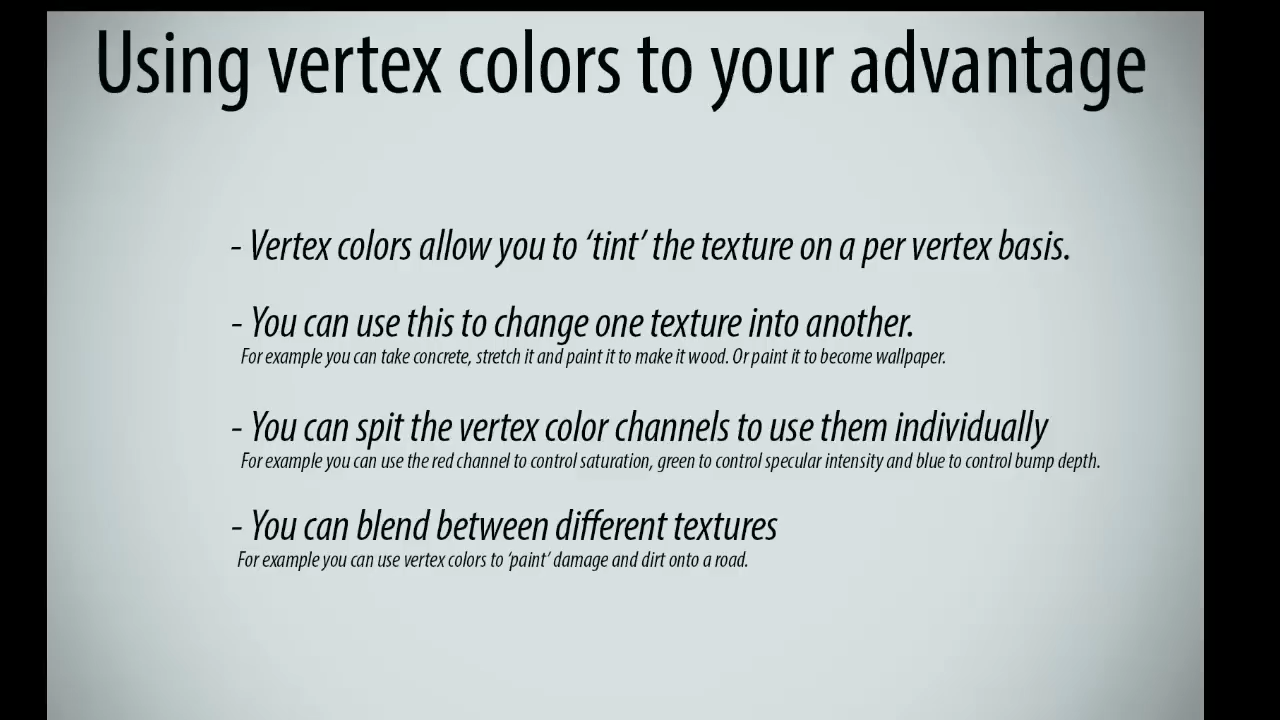 Using vertex colors to your advantage
- Vertex colors allow you to ‘tint’ the texture on a per vertex basis.
- You can use this to change one texture into another.
For example you can take concrete, stretch it and paint it to make it wood. Or paint it to become wallpaper.
- You can spit the vertex color channels to use them individually
For example you can use the red channel to control saturation, green to control specular intensity and blue to control bump depth.
- You can blend between different textures
For example you can use vertex colors to ‘paint’ damage and dirt onto a road.